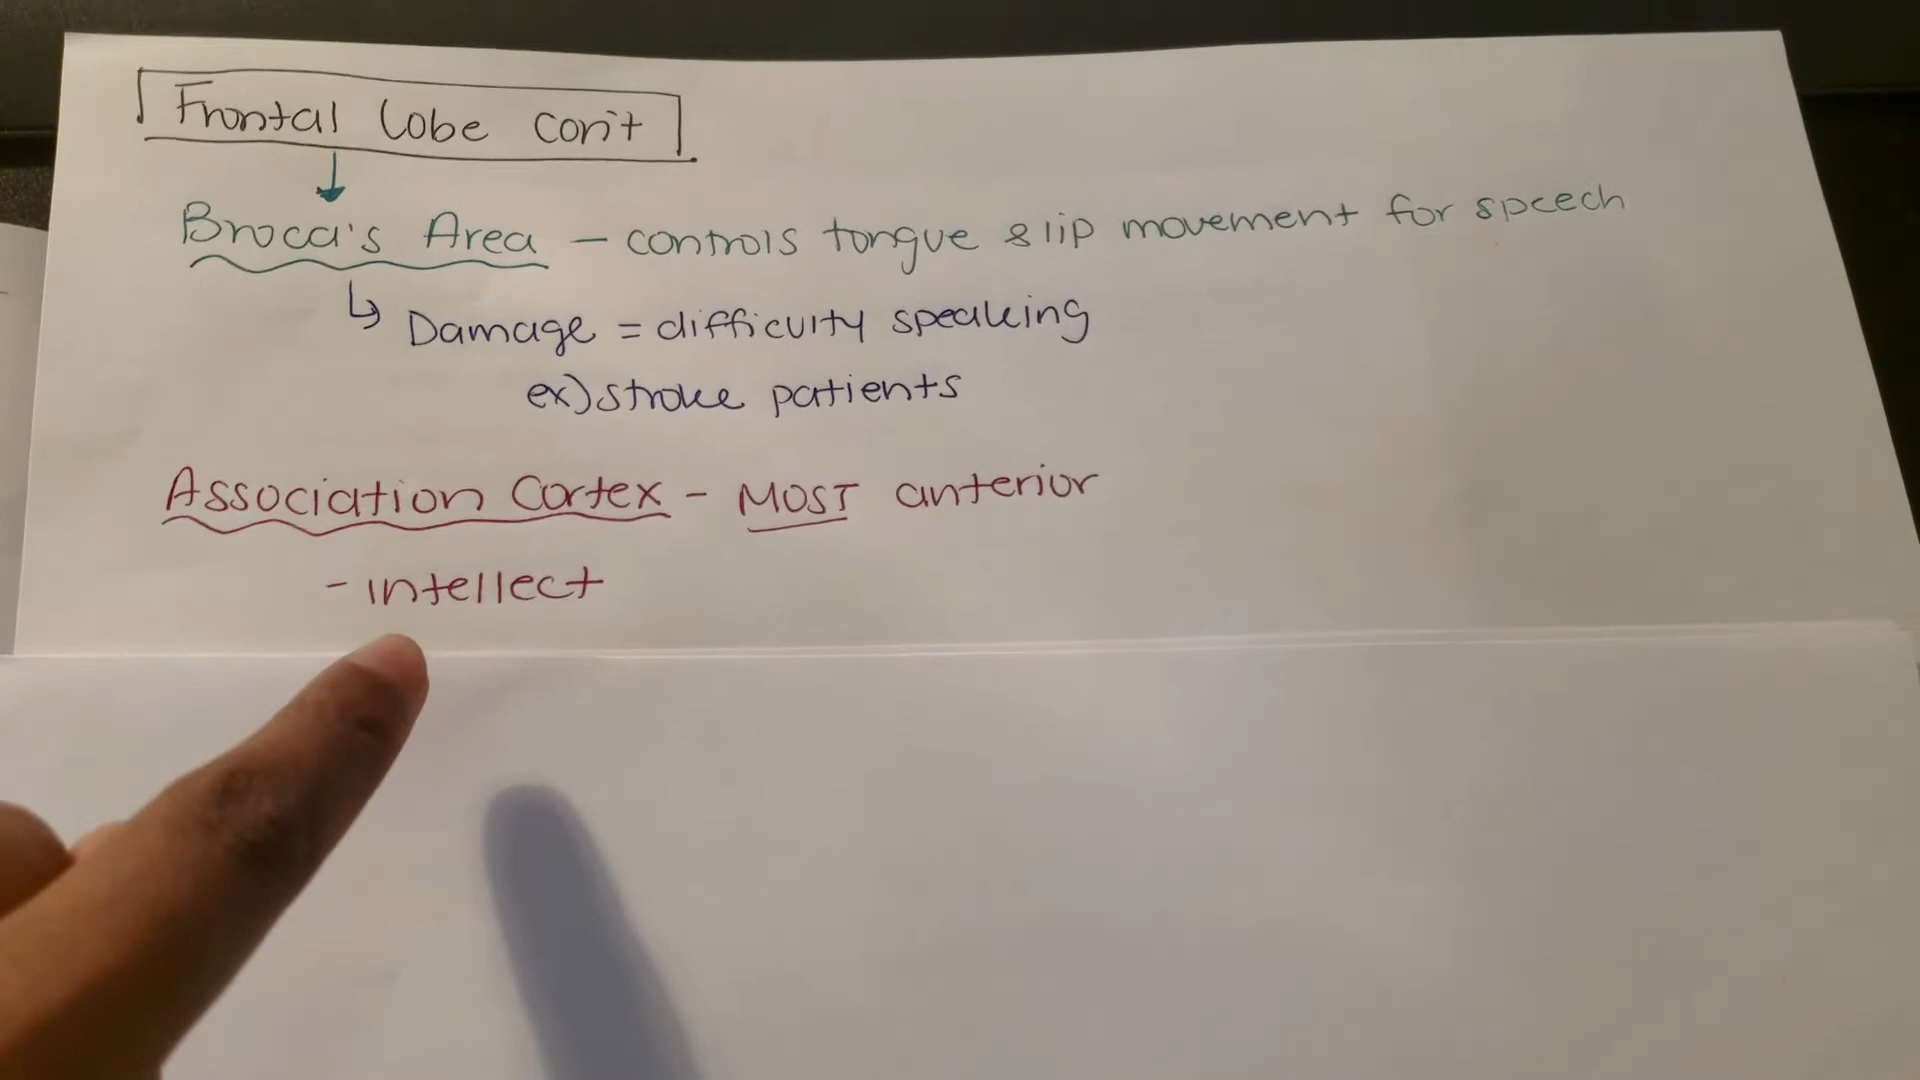 Frontal lobe con't
Broca's Area – controls tongue & lip movement for speech
↳ Damage = difficulty speaking
ex) stroke patients
Association Cortex - MOST anterior
- intellect